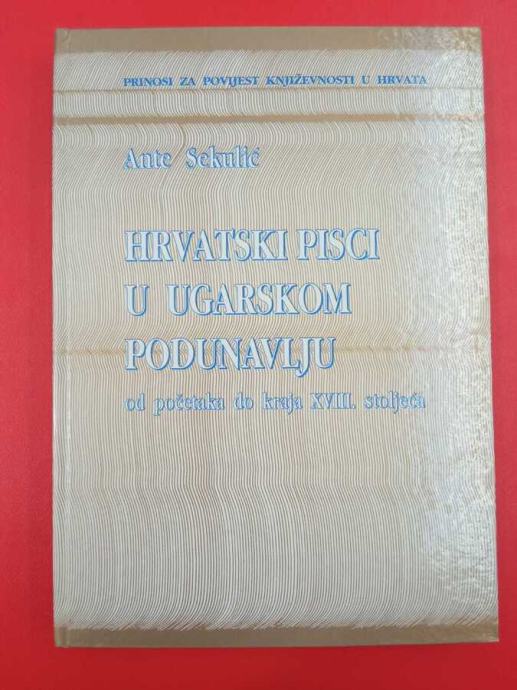 PRINOSI ZA POVIJEST KNJIŽEVNOSTI U HRVATA
Ante Sekulić
HRVATSKI PISCI
U UGARSKOM
PODUNAVLJU
od početaka do kraja XVIII. stoljeća